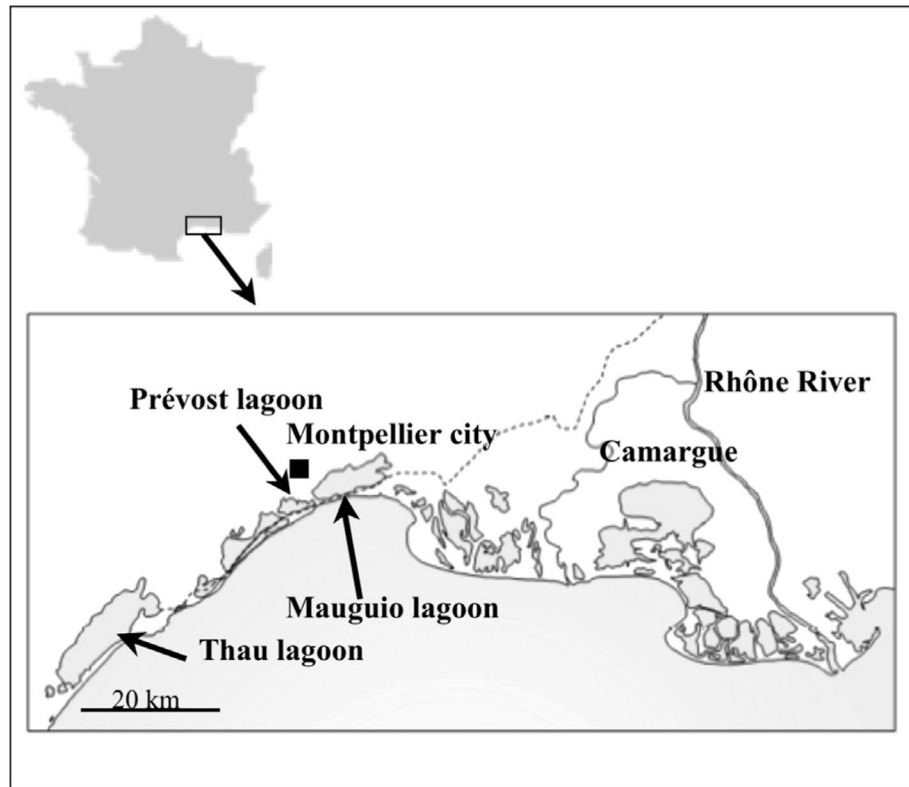 Rhône River
Prévost lagoon
Montpellier city
Camargue
Mauguio lagoon
Thau lagoon
20 km